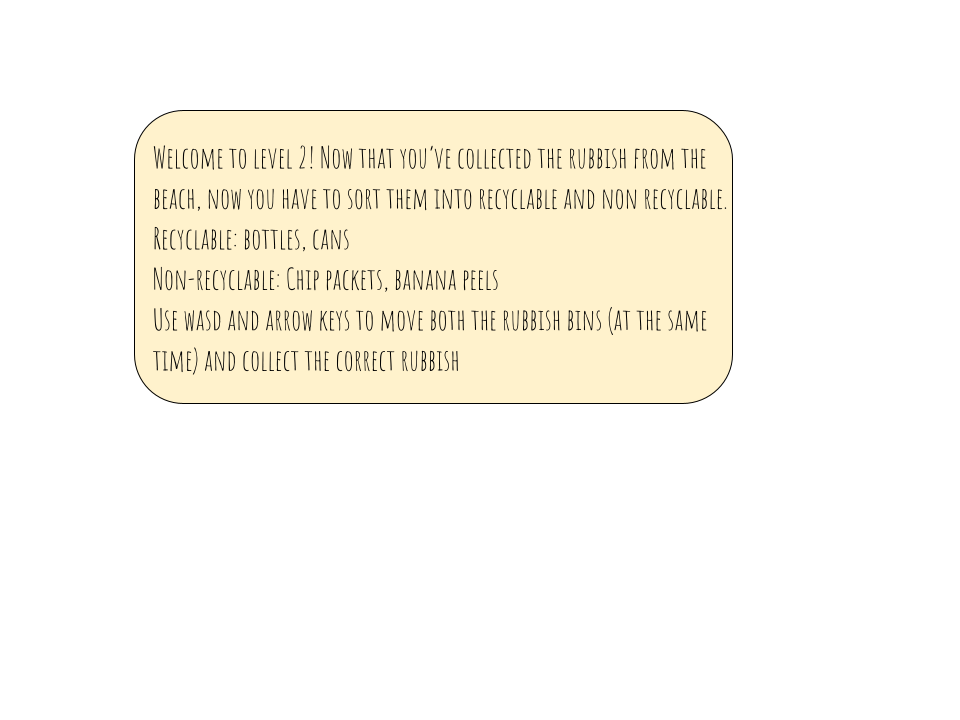 Welcome to level 2! Now that you've collected the rubbish from the
beach, now you have to sort them into recyclable and non recyclable.
Recyclable: bottles, cans
Non-recyclable: Chip packets, banana peels
Use wasd and arrow keys to move both the rubbish bins (at the same
time) and collect the correct rubbish